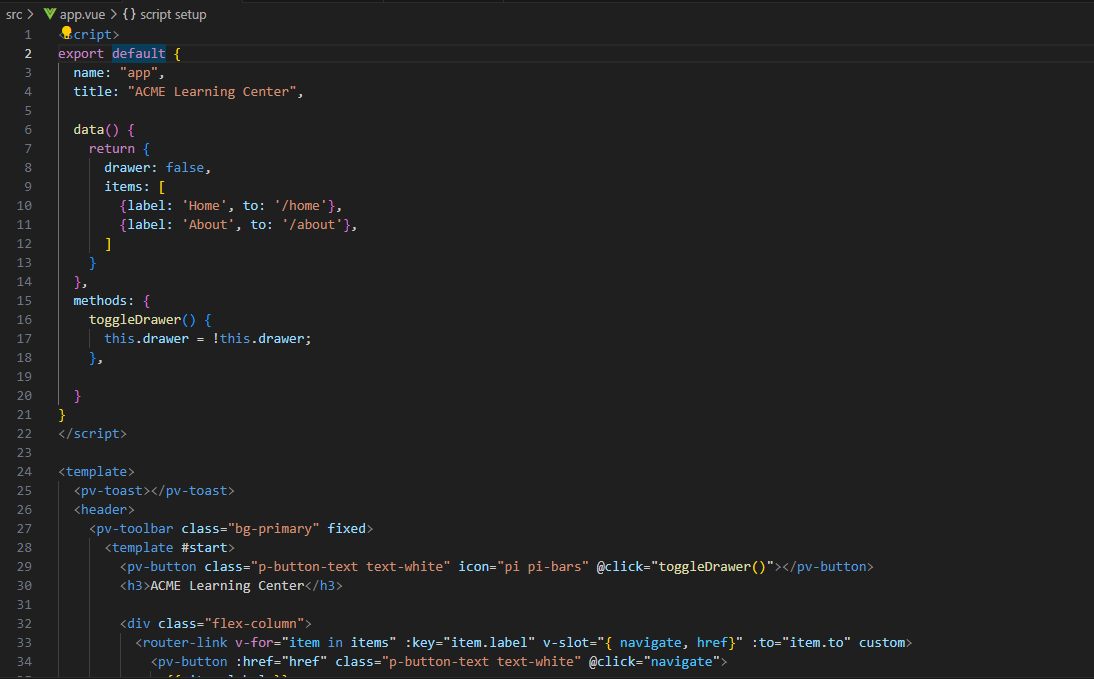 src > app.vue > {} script setup
1 <script>
2 export default {
3 name: "app",
4 title: "ACME Learning Center",
5
6 data() {
7 return {
8 drawer: false,
9 items: [
10 {label: 'Home', to: '/home'},
11 {label: 'About', to: '/about'},
12 ]
13 }
14 },
15 methods: {
16 toggleDrawer() {
17 this.drawer = !this.drawer;
18 },
19
20 }
21 }
22 </script>
23
24 <template>
25 <pv-toast></pv-toast>
26 <header>
27 <pv-toolbar class="bg-primary" fixed>
28 <template #start>
29 <pv-button class="p-button-text text-white" icon="pi pi-bars" @click="toggleDrawer()"></pv-button>
30 <h3>ACME Learning Center</h3>
31
32 <div class="flex-column">
33 <router-link v-for="item in items" :key="item.label" v-slot="{ navigate, href}" :to="item.to" custom>
34 <pv-button :href="href" class="p-button-text text-white" @click="navigate">